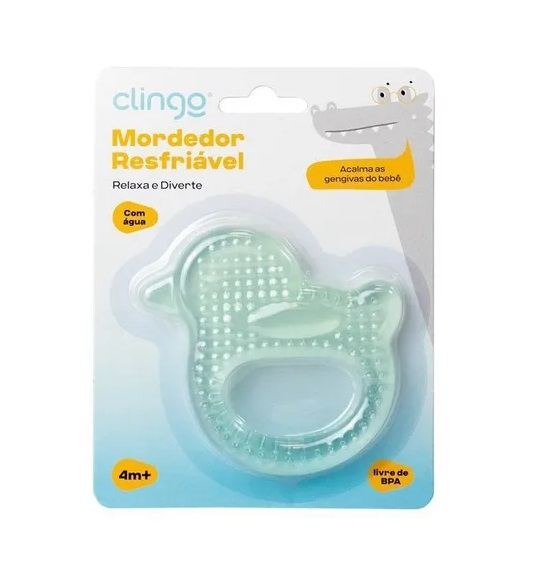 clingo®
Mordedor
Resfriável
Relaxa e Diverte
Acalma as
gengivas do bebê
Com
água
4m+
livre de
BPA